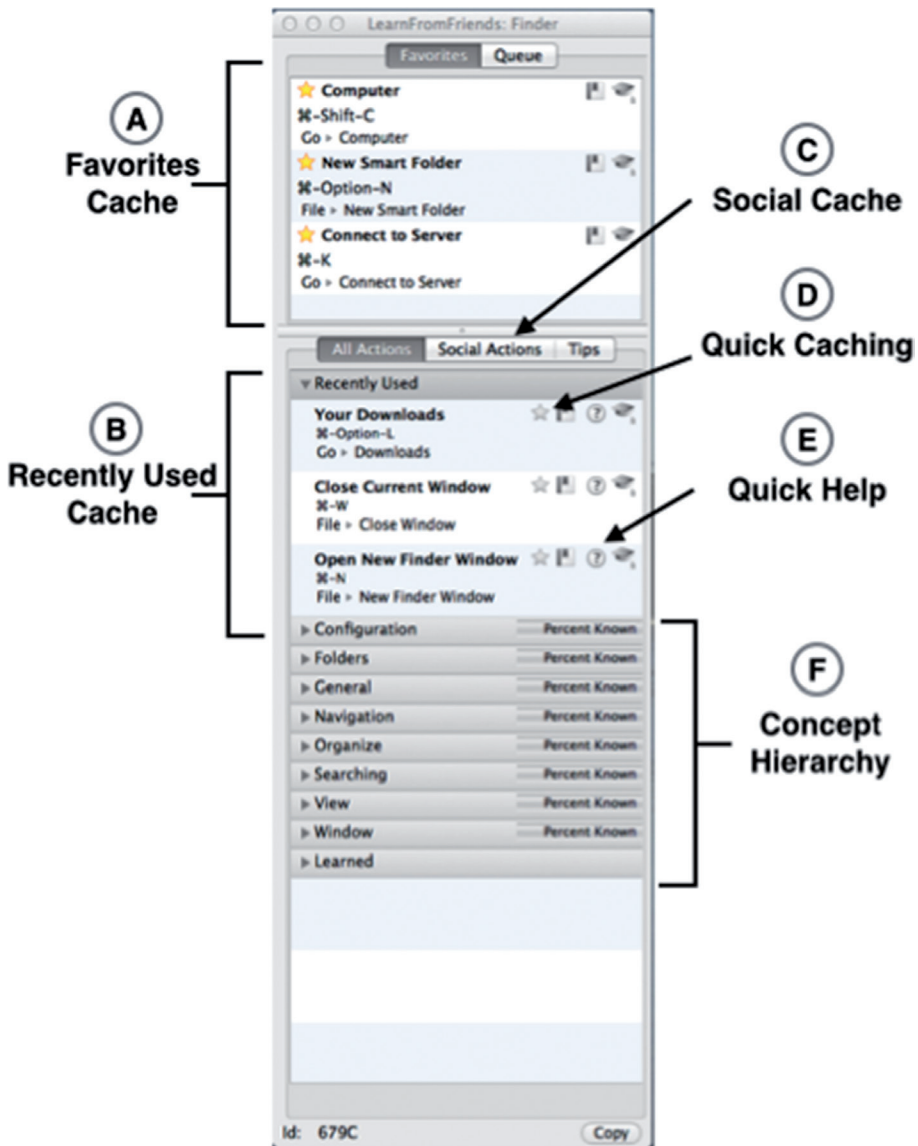 LearnFromFriends: Finder
Favorites Queue
Computer
⌘-Shift-C
Go ▸ Computer
New Smart Folder
⌘-Option-N
File ▸ New Smart Folder
Connect to Server
⌘-K
Go ▸ Connect to Server
All Actions Social Actions Tips
Recently Used
Your Downloads
⌘-Option-L
Go ▸ Downloads
Close Current Window
⌘-W
File ▸ Close Window
Open New Finder Window
⌘-N
File ▸ New Finder Window
Configuration Percent Known
Folders Percent Known
General Percent Known
Navigation Percent Known
Organize Percent Known
Searching Percent Known
View Percent Known
Window Percent Known
Learned
Id: 679C Copy
A
Favorites
Cache
B
Recently Used
Cache
C
Social Cache
D
Quick Caching
E
Quick Help
F
Concept
Hierarchy